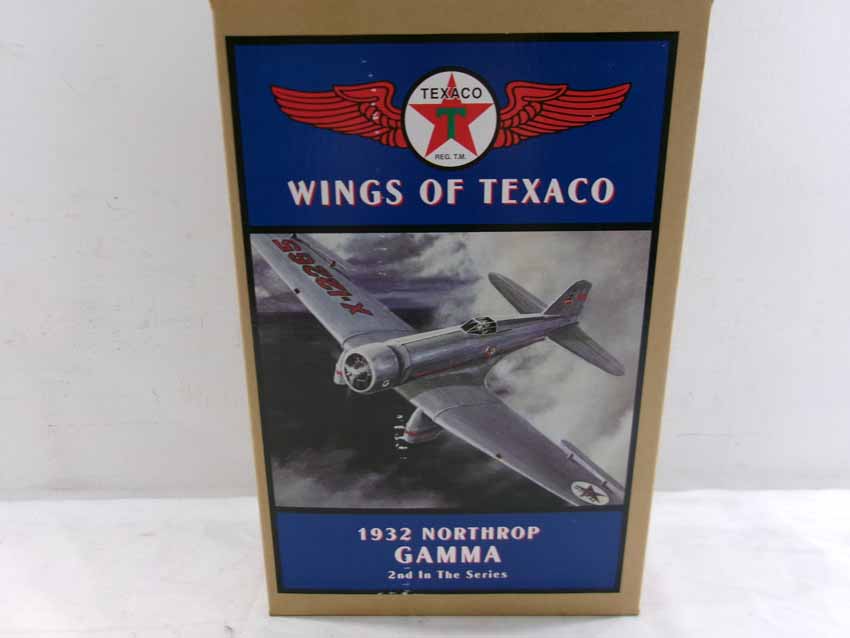 TEXACO
T
REG. T.M.
WINGS OF TEXACO
X-12265
1932 NORTHROP
GAMMA
2nd In The Series